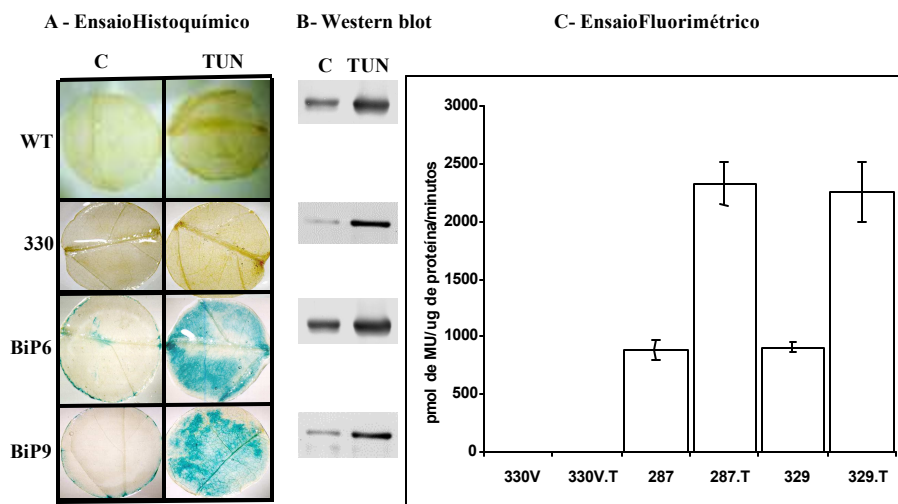 A - EnsaioHistoquímico
B- Western blot
C- EnsaioFluorimétrico
C TUN
C TUN
WT
330
BiP6
BiP9
pmol de MU/ug de proteína/minutos
3000
2500
2000
1500
1000
500
0
330V 330V.T 287 287.T 329 329.T